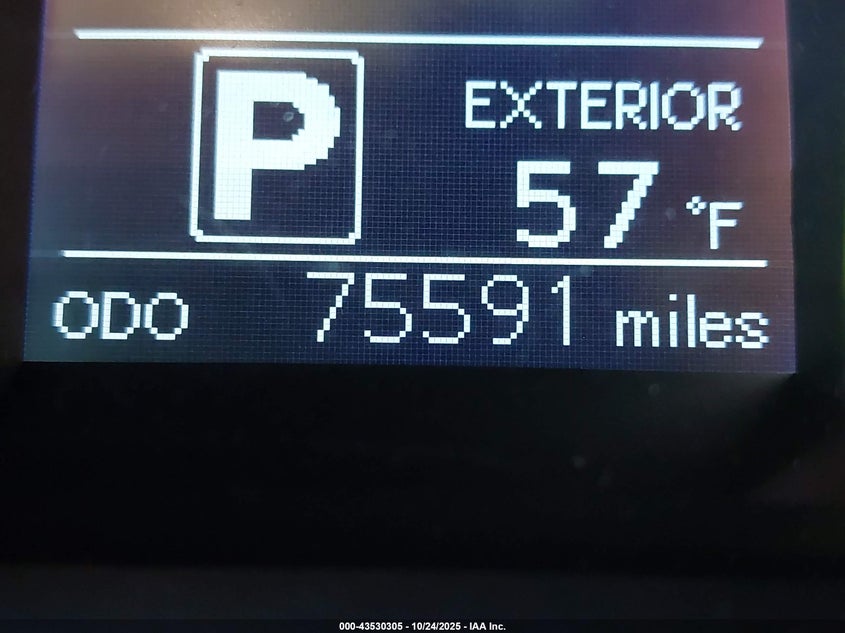 P
EXTERIOR
57 °F
ODO 75591 miles
000-43530305 - 10/24/2025 - IAA Inc.